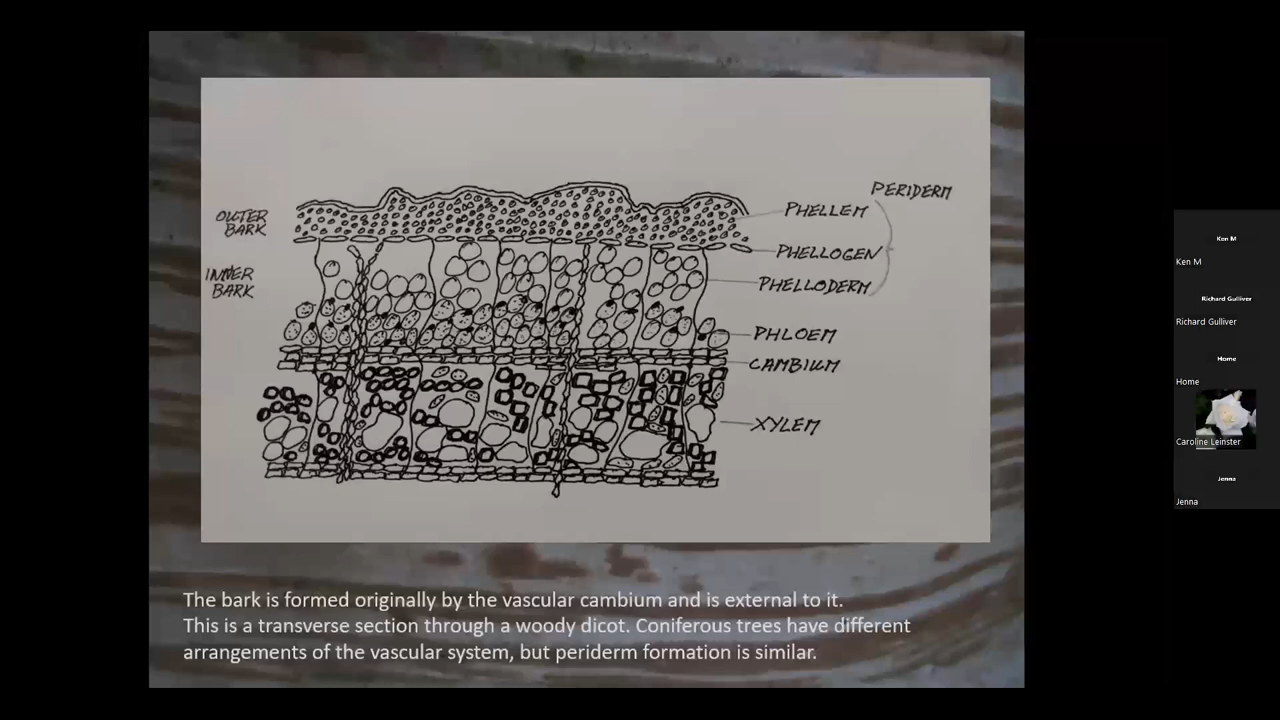 PERIDERM
OUTER
BARK
PHELLEM
PHELLOGEN
INNER
BARK
PHELLODERM
PHLOEM
CAMBIUM
XYLEM
The bark is formed originally by the vascular cambium and is external to it.
This is a transverse section through a woody dicot. Coniferous trees have different
arrangements of the vascular system, but periderm formation is similar.
Ken M
Ken M
Richard Gulliver
Richard Gulliver
Home
Home
Caroline Leinster
Jenna
Jenna